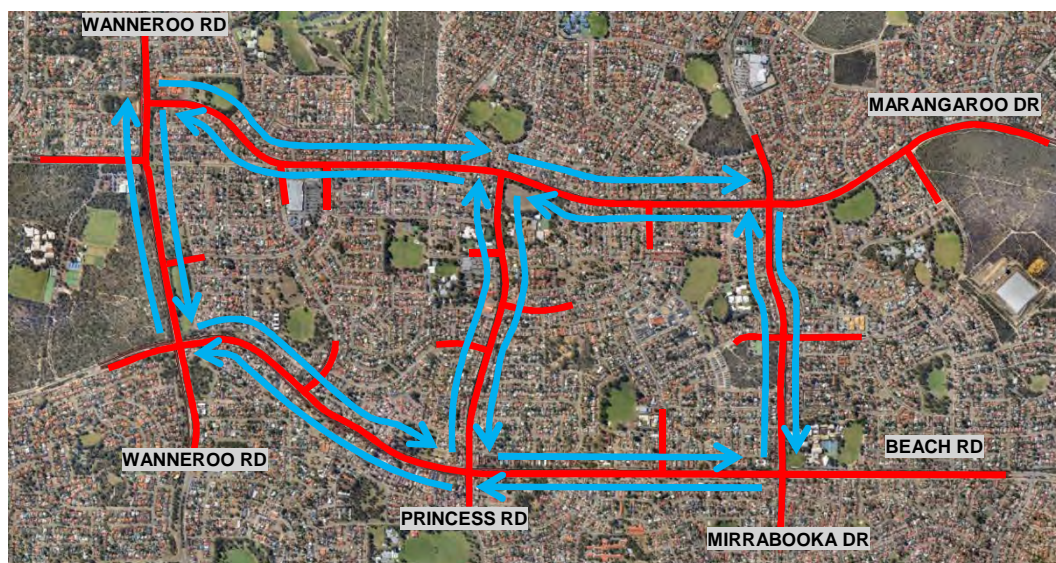 WANNEROO RD
MARANGAROO DR
BEACH RD
WANNEROO RD
PRINCESS RD
MIRRABOOKA DR